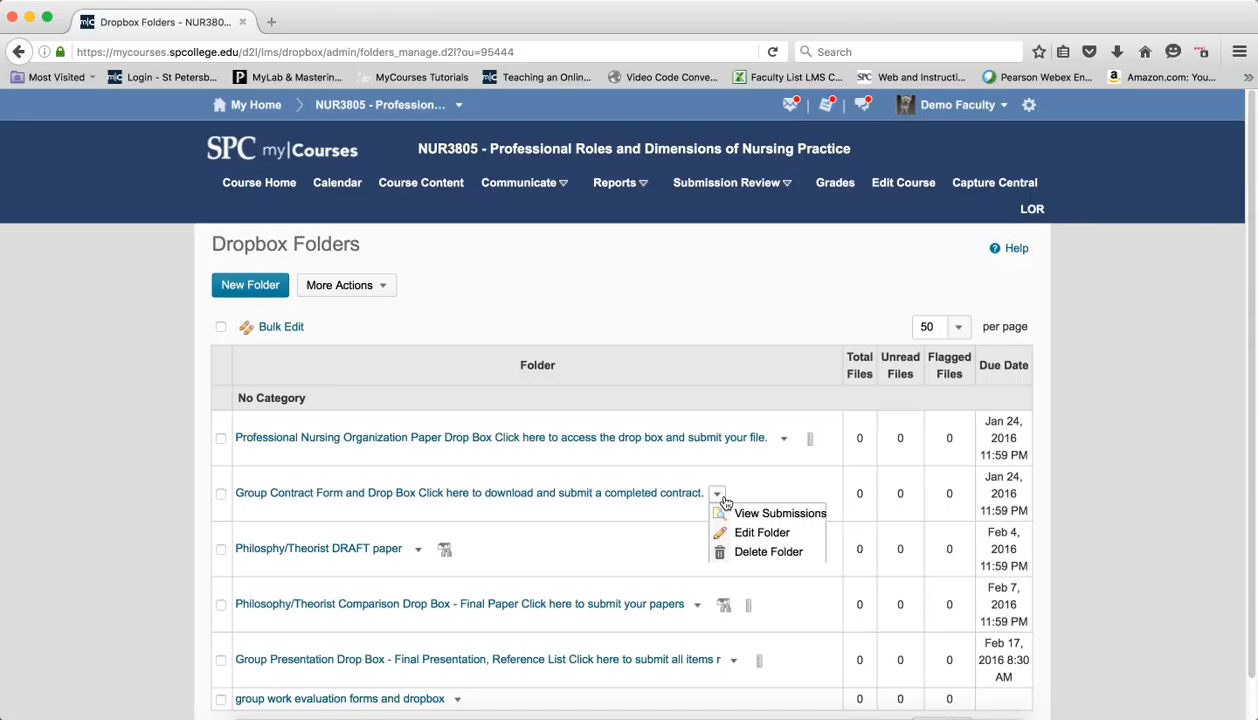 Dropbox Folders - NUR380...
https://mycourses.spcollege.edu/d2l/lms/dropbox/admin/folders_manage.d2l?ou=95444
Search
Most Visited
Login - St Petersb...
MyLab & Masterin...
MyCourses Tutorials
Teaching an Onlin...
Video Code Conve...
Faculty List LMS C...
SPC Web and Instructi...
Pearson Webex En...
Amazon.com: You...
My Home
NUR3805 - Profession...
Demo Faculty
SPC my|Courses
NUR3805 - Professional Roles and Dimensions of Nursing Practice
Course Home Calendar Course Content Communicate Reports Submission Review Grades Edit Course Capture Central
LOR
Dropbox Folders
Help
New Folder
More Actions
Bulk Edit
50 per page
Folder
Total Files
Unread Files
Flagged Files
Due Date
No Category
Professional Nursing Organization Paper Drop Box Click here to access the drop box and submit your file. 0 0 0
Jan 24, 2016 11:59 PM
Group Contract Form and Drop Box Click here to download and submit a completed contract. 0 0 0
Jan 24, 2016 11:59 PM
View Submissions
Edit Folder
Delete Folder
Philosphy/Theorist DRAFT paper 0 0 0
Feb 4, 2016 11:59 PM
Philosophy/Theorist Comparison Drop Box - Final Paper Click here to submit your papers 0 0 0
Feb 7, 2016 11:59 PM
Group Presentation Drop Box - Final Presentation, Reference List Click here to submit all items r 0 0 0
Feb 17, 2016 8:30 AM
group work evaluation forms and dropbox 0 0 0